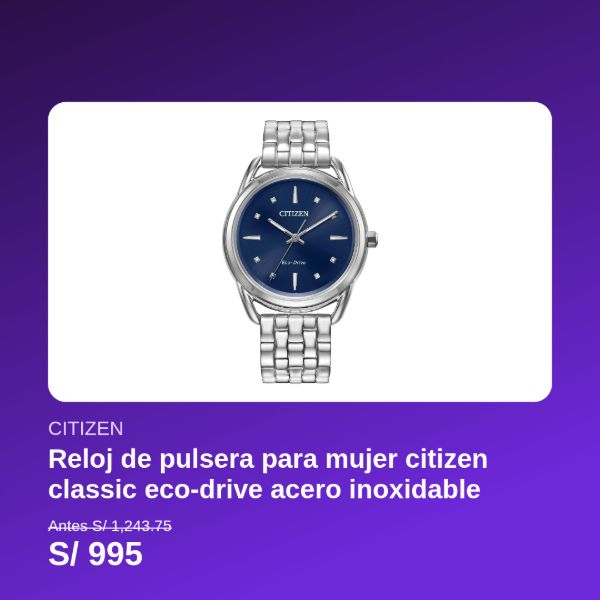 CITIZEN
Eco-Drive
CITIZEN
Reloj de pulsera para mujer citizen
classic eco-drive acero inoxidable
Antes S/ 1,243.75
S/ 995